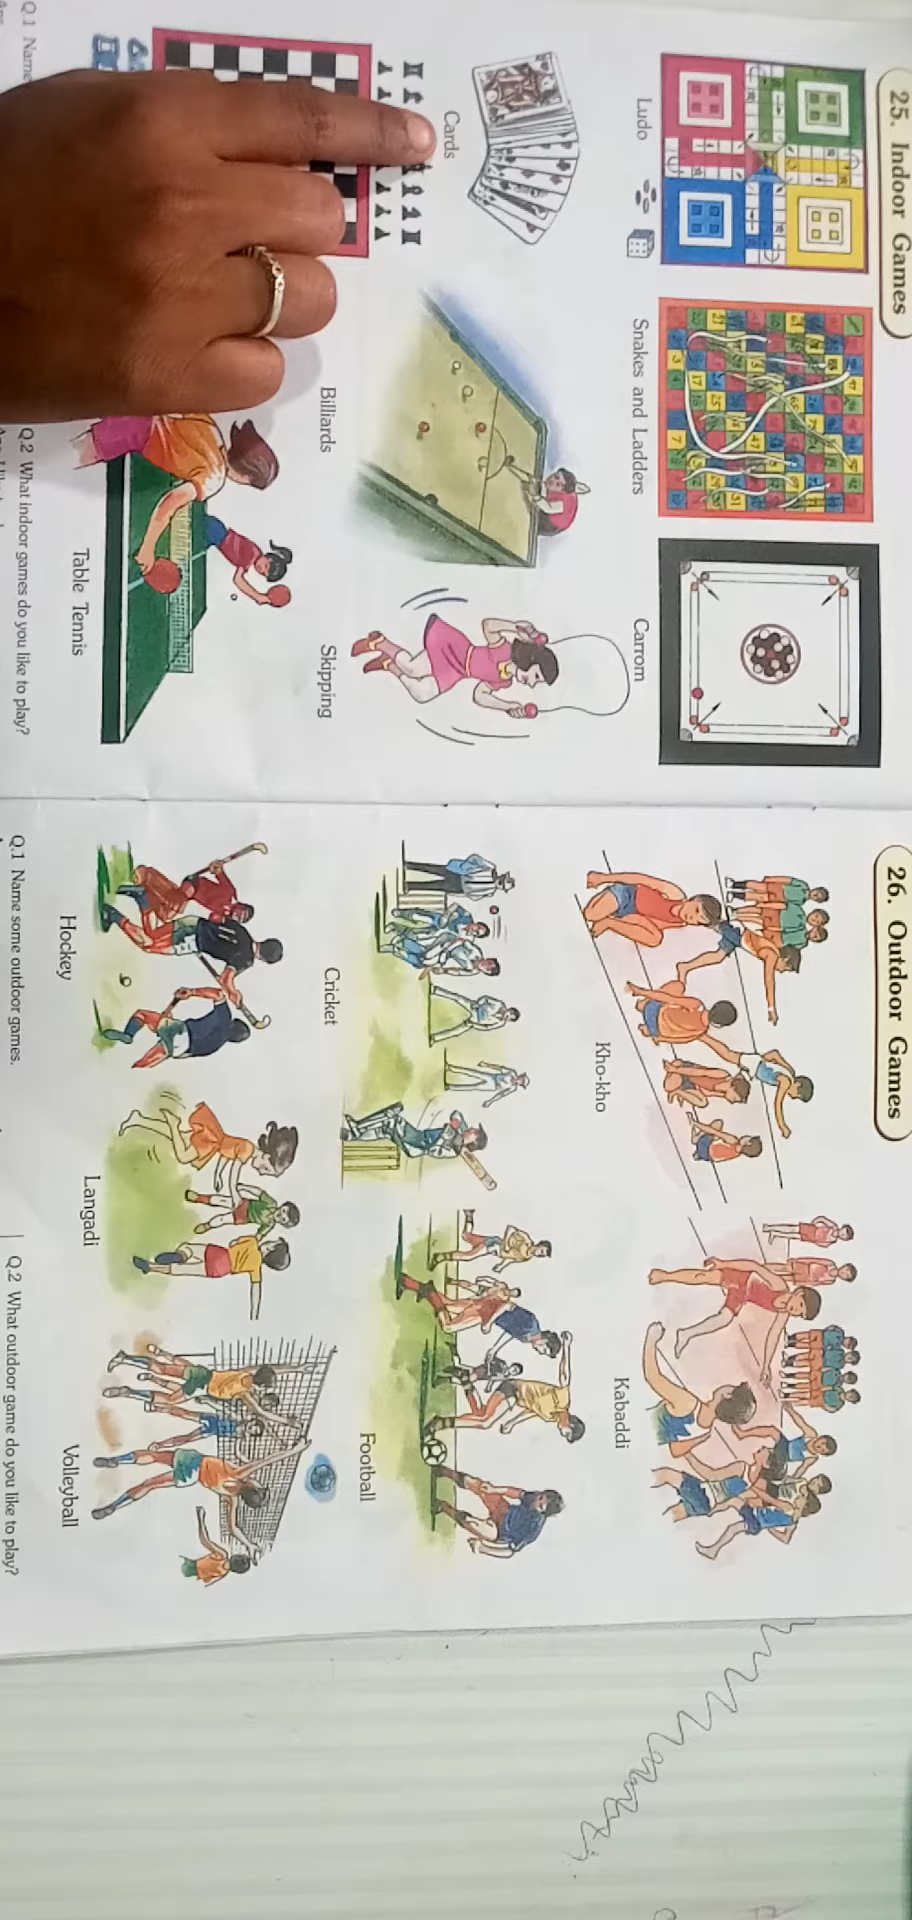 25. Indoor Games
Ludo
Snakes and Ladders
Carrom
Cards
Billiards
Skipping
Table Tennis
Q.1 Name
Q.2 What indoor games do you like to play?
26. Outdoor Games
Kho-kho
Kabaddi
Cricket
Football
Hockey
Langadi
Volleyball
Q.1 Name some outdoor games.
Q.2 What outdoor game do you like to play?